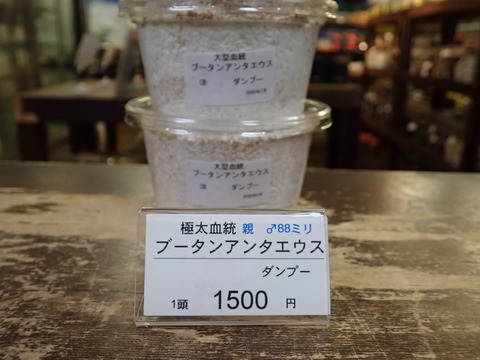 大型血統
ブータンアンタエウス
ダンプー
大型血統
ブータンアンタエウス
ダンプー
極太血統 親 ♂88ミリ
ブータンアンタエウス
ダンプー
1頭 1500 円